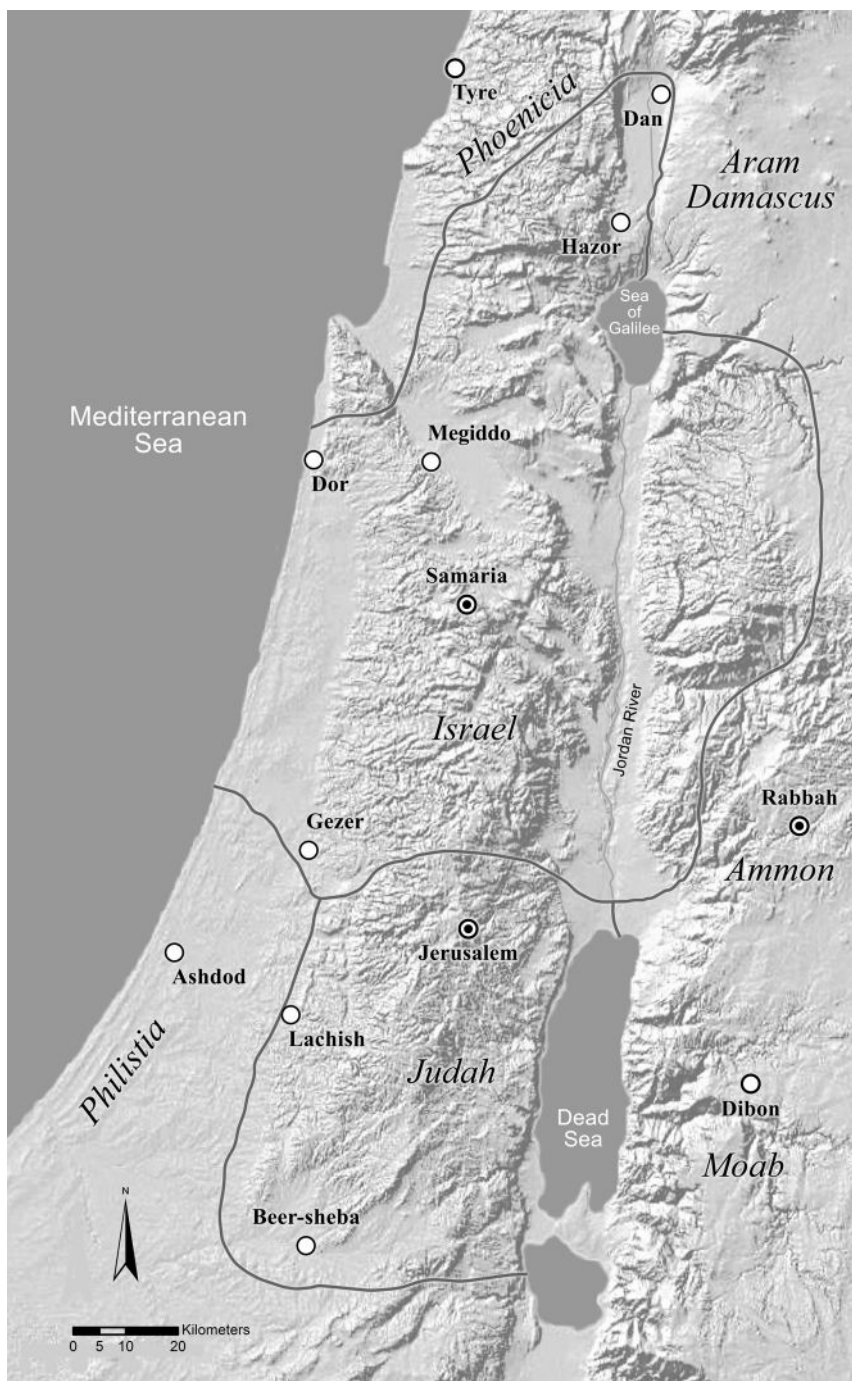 Tyre
Phoenicia
Dan
Aram
Damascus
Hazor
Sea
of
Galilee
Mediterranean
Sea
Megiddo
Dor
Samaria
Israel
Jordan River
Rabbah
Gezer
Ammon
Jerusalem
Ashdod
Lachish
Philistia
Judah
Dibon
Dead
Sea
Moab
N
Beer-sheba
Kilometers
0 5 10 20